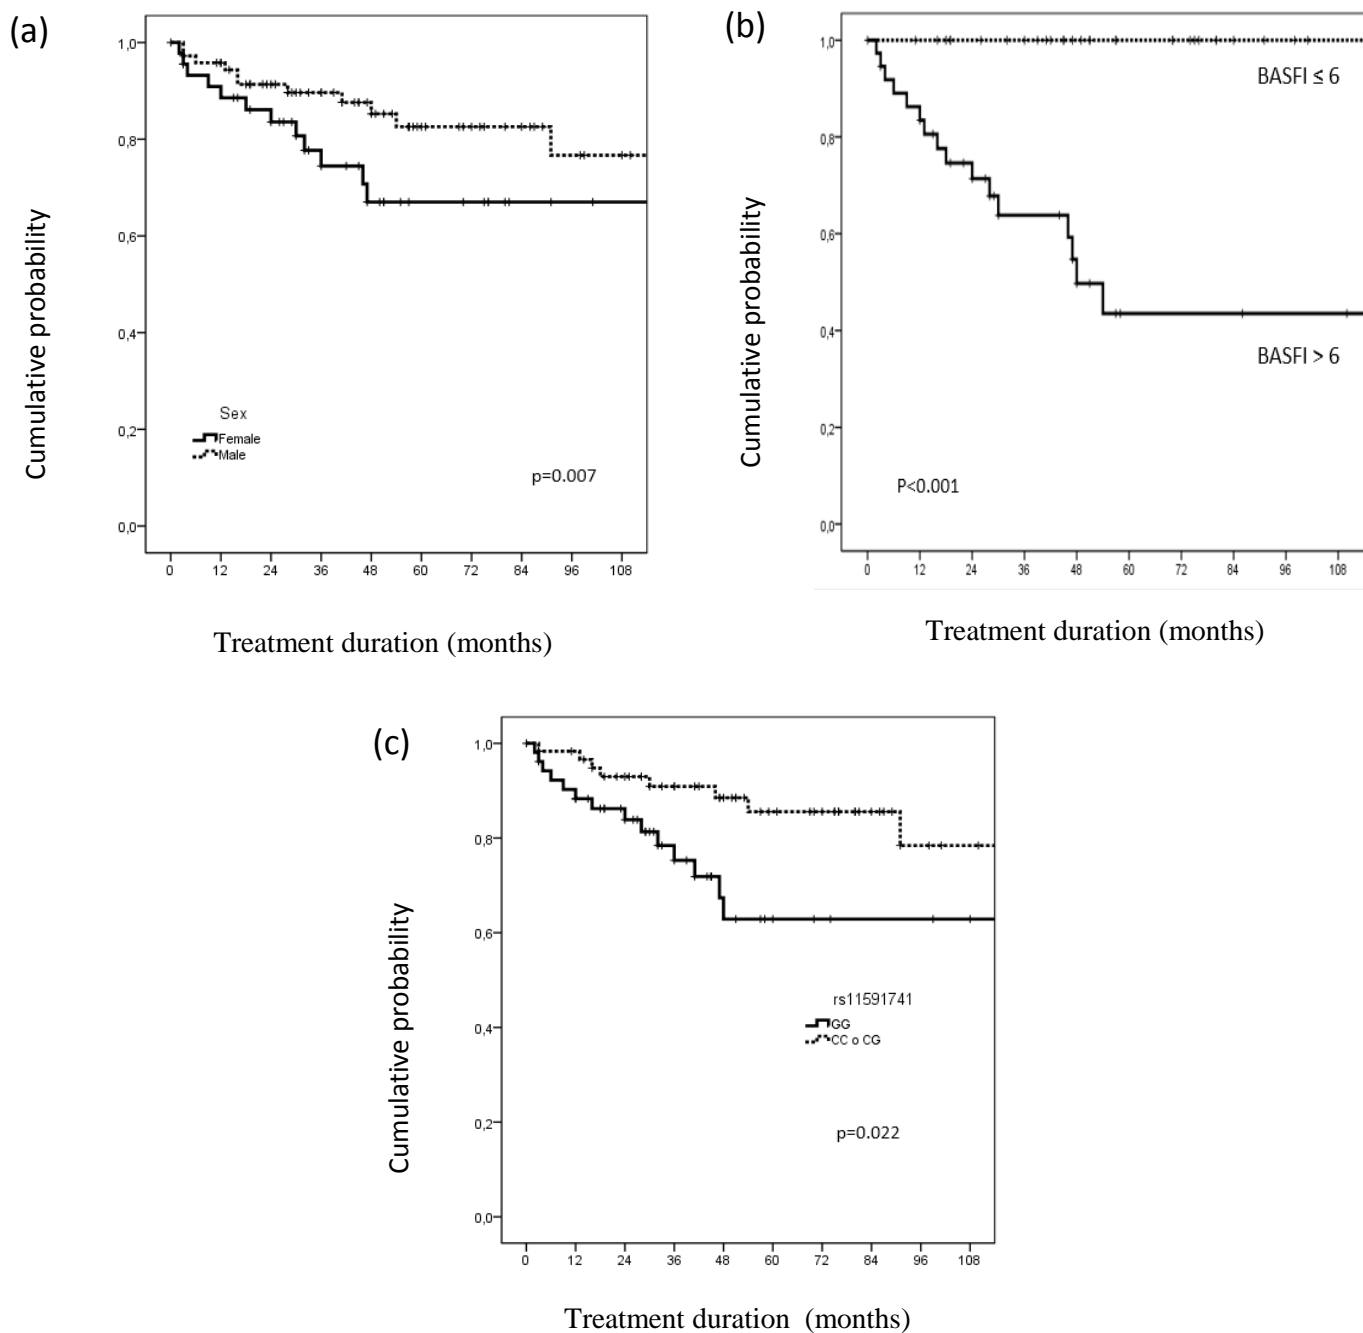 (a)
Cumulative probability
1,0
0,8
0,6
0,4
0,2
0,0
Sex
Female
Male
p=0.007
0 12 24 36 48 60 72 84 96 108
Treatment duration (months)
(b)
Cumulative probability
1,0
0,8
0,6
0,4
0,2
0,0
BASFI ≤ 6
BASFI > 6
P<0.001
0 12 24 36 48 60 72 84 96 108
Treatment duration (months)
(c)
Cumulative probability
1,0
0,8
0,6
0,4
0,2
0,0
rs11591741
GG
CC o CG
p=0.022
0 12 24 36 48 60 72 84 96 108
Treatment duration (months)